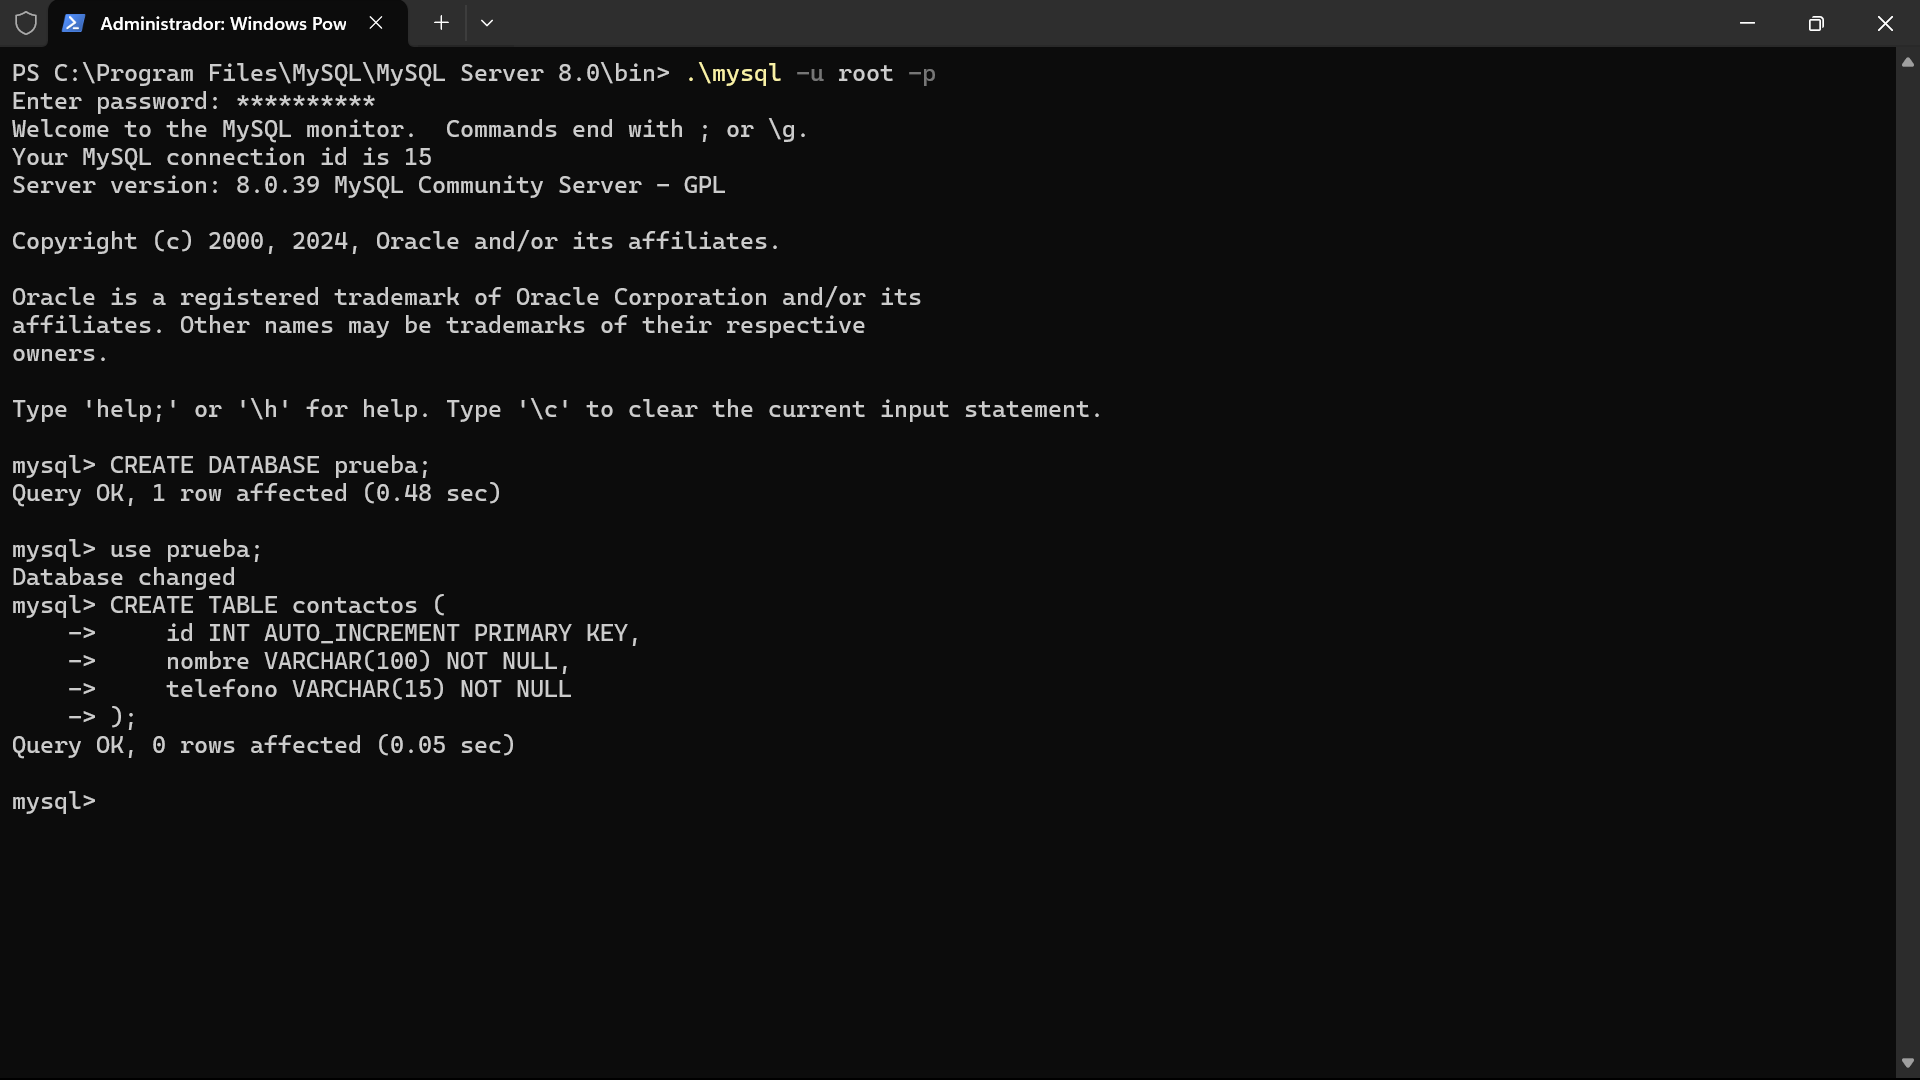 Administrador: Windows Pow
PS C:\Program Files\MySQL\MySQL Server 8.0\bin> .\mysql -u root -p
Enter password: **********
Welcome to the MySQL monitor.  Commands end with ; or \g.
Your MySQL connection id is 15
Server version: 8.0.39 MySQL Community Server - GPL

Copyright (c) 2000, 2024, Oracle and/or its affiliates.

Oracle is a registered trademark of Oracle Corporation and/or its
affiliates. Other names may be trademarks of their respective
owners.

Type 'help;' or '\h' for help. Type '\c' to clear the current input statement.

mysql> CREATE DATABASE prueba;
Query OK, 1 row affected (0.48 sec)

mysql> use prueba;
Database changed
mysql> CREATE TABLE contactos (
    ->     id INT AUTO_INCREMENT PRIMARY KEY,
    ->     nombre VARCHAR(100) NOT NULL,
    ->     telefono VARCHAR(15) NOT NULL
    -> );
Query OK, 0 rows affected (0.05 sec)

mysql>